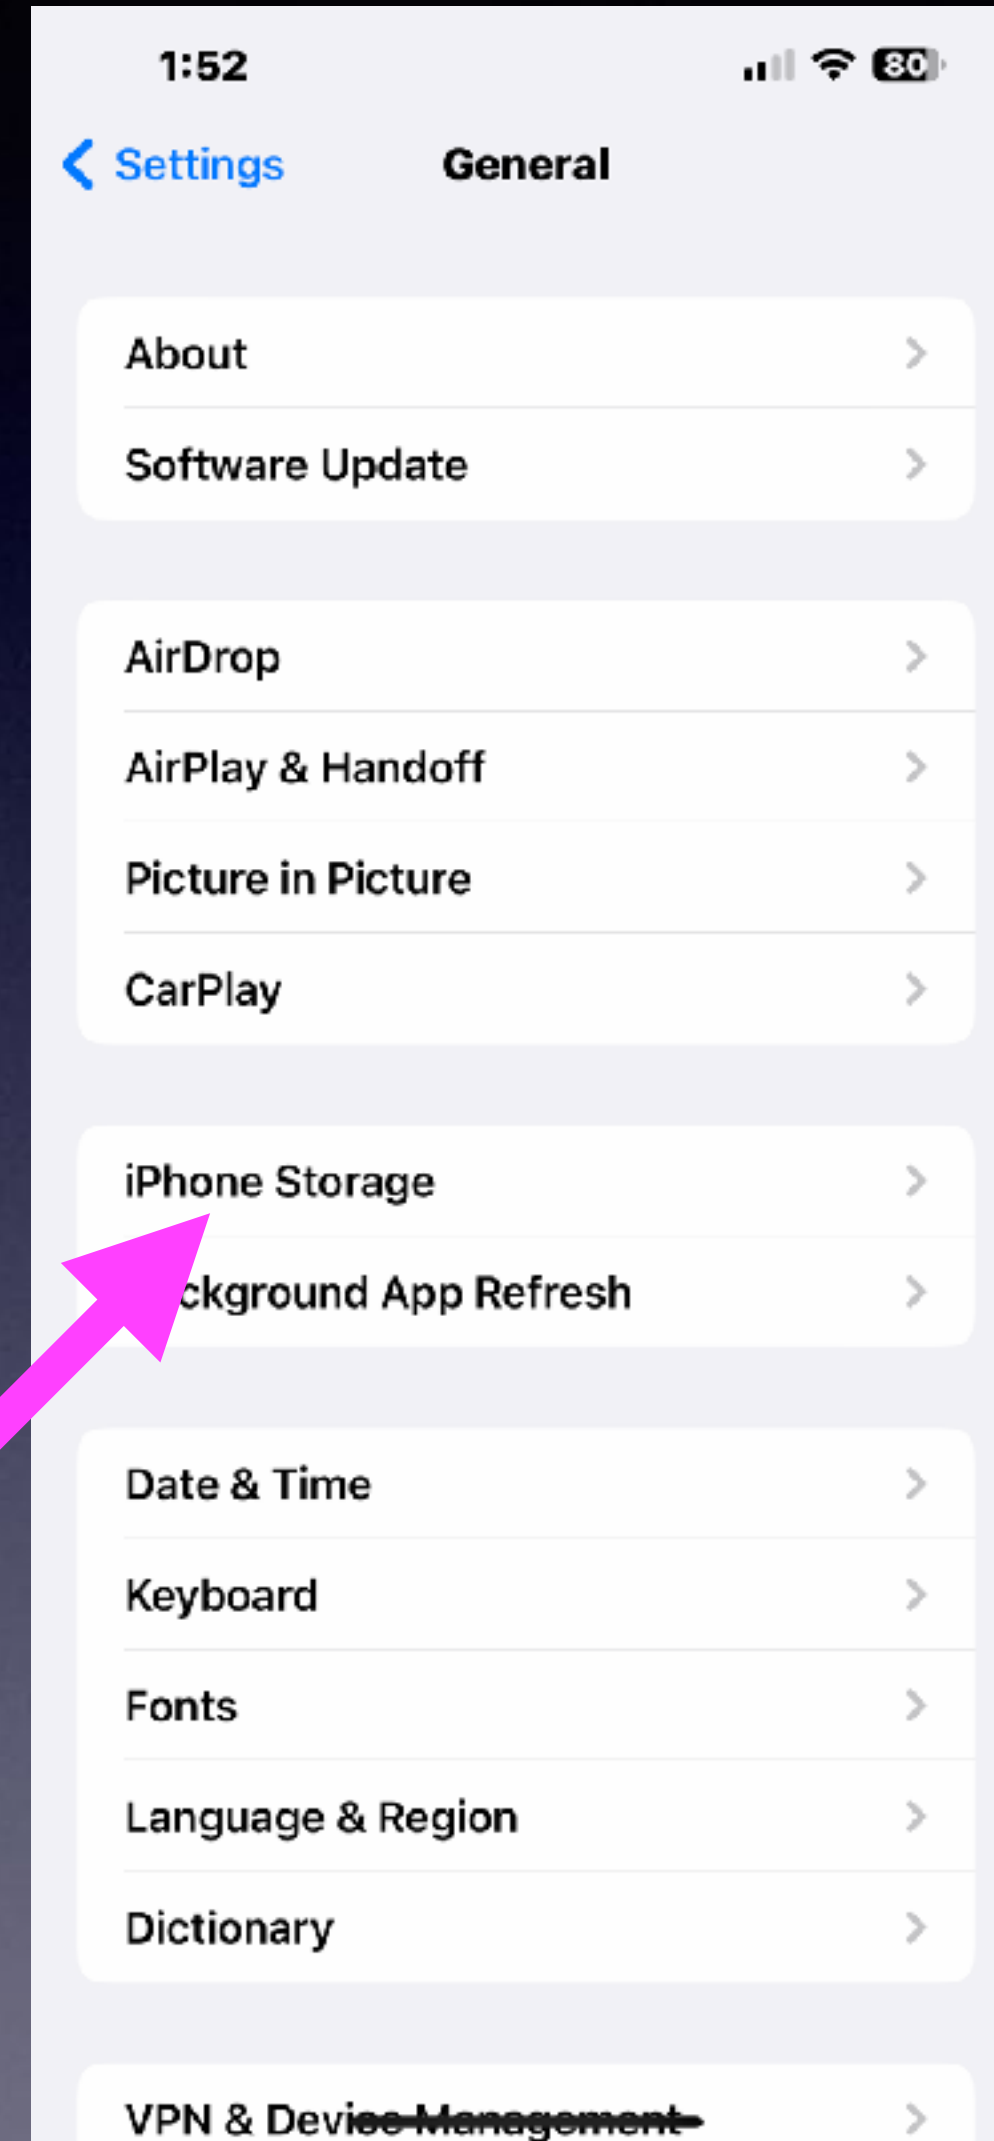 1:52
80
Settings
General
About
Software Update
AirDrop
AirPlay & Handoff
Picture in Picture
CarPlay
iPhone Storage
ckground App Refresh
Date & Time
Keyboard
Fonts
Language & Region
Dictionary
VPN & Device Management